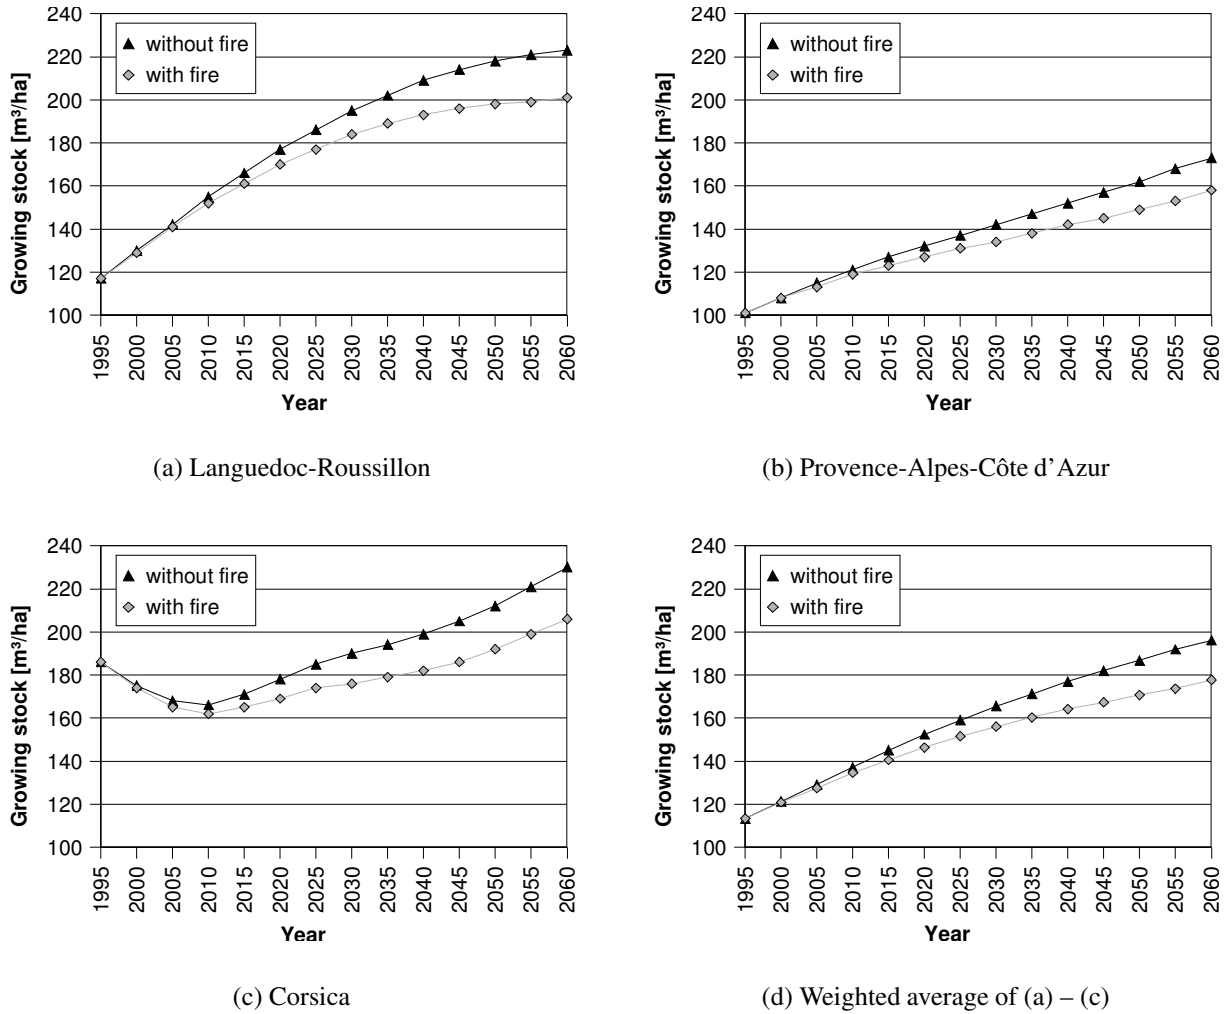 240
220
200
180
160
140
120
100
Growing stock [m³/ha]
without fire
with fire
1995 2000 2005 2010 2015 2020 2025 2030 2035 2040 2045 2050 2055 2060
Year
(a) Languedoc-Roussillon
240
220
200
180
160
140
120
100
Growing stock [m³/ha]
without fire
with fire
1995 2000 2005 2010 2015 2020 2025 2030 2035 2040 2045 2050 2055 2060
Year
(b) Provence-Alpes-Côte d'Azur
240
220
200
180
160
140
120
100
Growing stock [m³/ha]
without fire
with fire
1995 2000 2005 2010 2015 2020 2025 2030 2035 2040 2045 2050 2055 2060
Year
(c) Corsica
240
220
200
180
160
140
120
100
Growing stock [m³/ha]
without fire
with fire
1995 2000 2005 2010 2015 2020 2025 2030 2035 2040 2045 2050 2055 2060
Year
(d) Weighted average of (a) – (c)